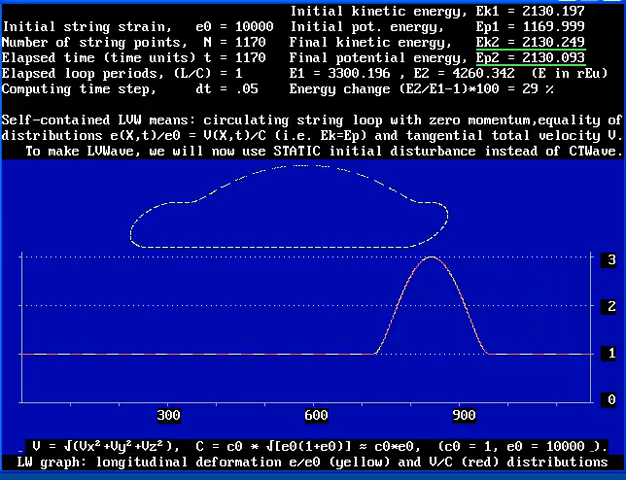 Initial kinetic energy, Ek1 = 2130.197
Initial string strain, e0 = 10000 Initial pot. energy, Ep1 = 1169.999
Number of string points, N = 1170 Final kinetic energy, Ek2 = 2130.249
Elapsed time (time units) t = 1170 Final potential energy, Ep2 = 2130.093
Elapsed loop periods, (L/C) = 1 E1 = 3300.196 , E2 = 4260.342 (E in rEu)
Computing time step, dt = .05 Energy change (E2/E1-1)*100 = 29 %
Self-contained LVW means: circulating string loop with zero momentum,equality of
distributions e(X,t)/e0 = V(X,t)/C (i.e. Ek=Ep) and tangential total velocity V.
To make LVWave, we will now use STATIC initial disturbance instead of CTWave.
3
2
1
0
300 600 900
V = √(Vx²+Vy²+Vz²), C = c0 * √[e0(1+e0)] ≈ c0*e0, (c0 = 1, e0 = 10000 ).
LW graph: longitudinal deformation e/e0 (yellow) and V/C (red) distributions